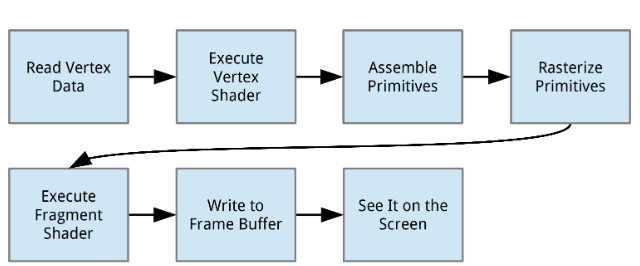 Read Vertex
Data
Execute
Vertex
Shader
Assemble
Primitives
Rasterize
Primitives
Execute
Fragment
Shader
Write to
Frame Buffer
See It on the
Screen